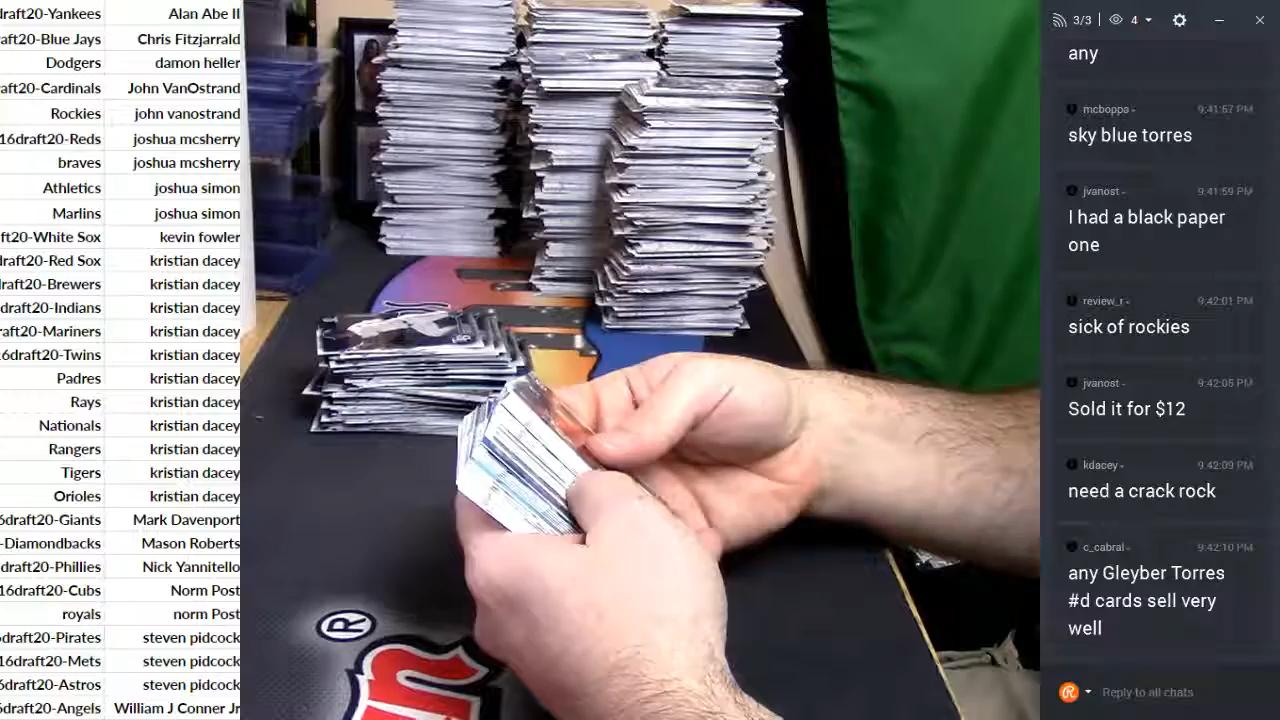 draft20-Yankees Alan Abe II
aft20-Blue Jays Chris Fitzjarrald
Dodgers damon heller
aft20-Cardinals John VanOstrand
Rockies john vanostrand
16draft20-Reds joshua mcsherry
braves joshua mcsherry
Athletics joshua simon
Marlins joshua simon
ft20-White Sox kevin fowler
draft20-Red Sox kristian dacey
draft20-Brewers kristian dacey
draft20-Indians kristian dacey
raft20-Mariners kristian dacey
6draft20-Twins kristian dacey
Padres kristian dacey
Rays kristian dacey
Nationals kristian dacey
Rangers kristian dacey
Tigers kristian dacey
Orioles kristian dacey
6draft20-Giants Mark Davenport
-Diamondbacks Mason Roberts
draft20-Phillies Nick Yannitello
16draft20-Cubs Norm Post
royals norm Post
draft20-Pirates steven pidcock
16draft20-Mets steven pidcock
6draft20-Astros steven pidcock
6draft20-Angels William J Conner Jr
®
3/3 4
any
mcboppa 9:41:57 PM
sky blue torres
jvanost 9:41:59 PM
I had a black paper
one
review_r 9:42:01 PM
sick of rockies
jvanost 9:42:05 PM
Sold it for $12
kdacey 9:42:09 PM
need a crack rock
c_cabral 9:42:10 PM
any Gleyber Torres
#d cards sell very
well
Reply to all chats